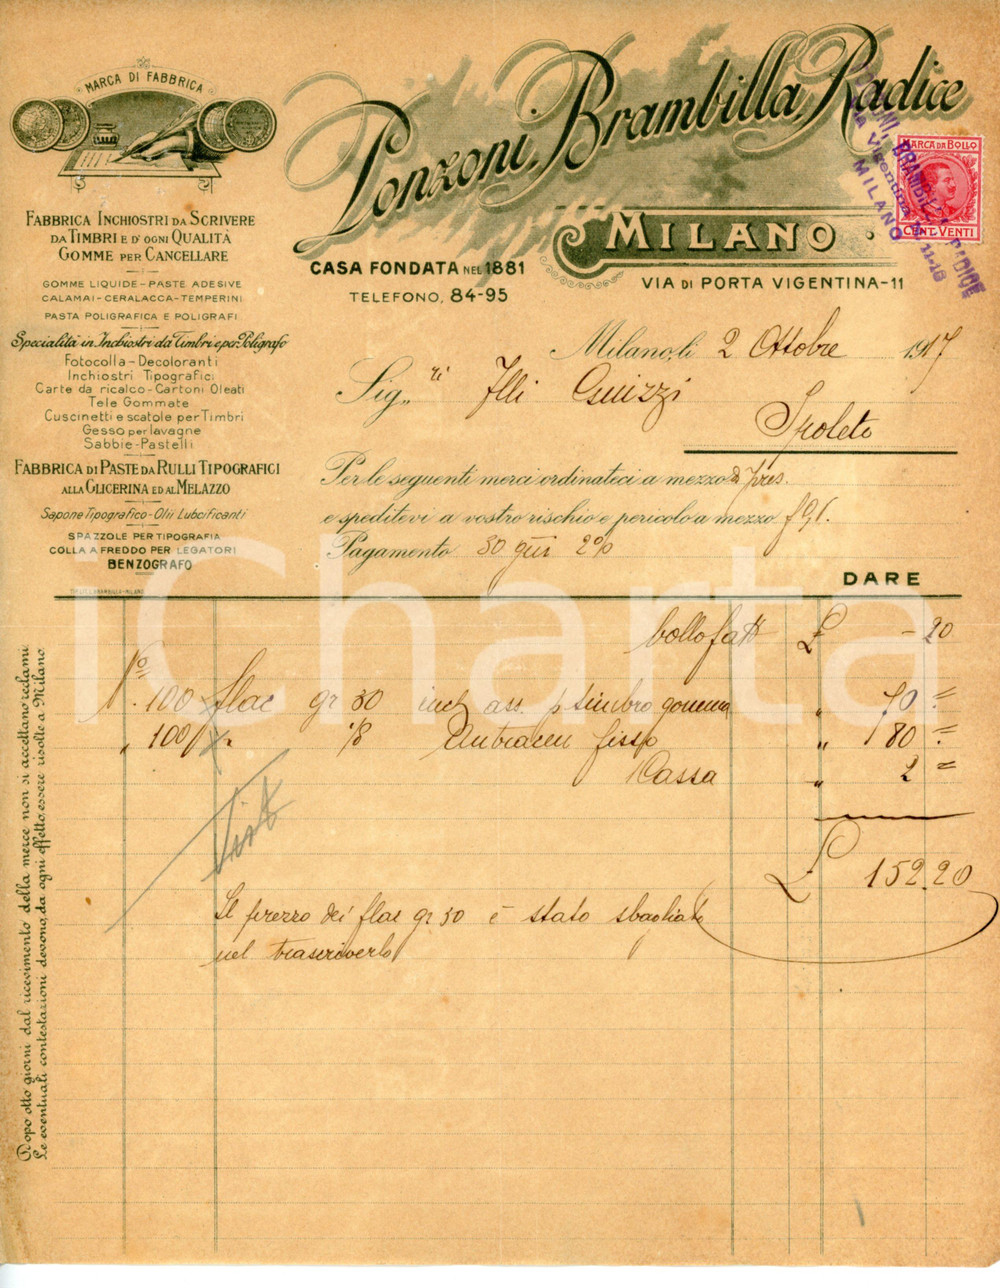 MARCA DI FABBRICA
FABBRICA INCHIOSTRI DA SCRIVERE
DA TIMBRI E D'OGNI QUALITÀ
GOMME PER CANCELLARE
GOMME LIQUIDE-PASTE ADESIVE
CALAMAI-CERALACCA-TEMPERINI
PASTA POLIGRAFICA E POLIGRAFI
Specialità in Inchiostri da Timbri e per Poligrafo
Fotocolla-Decoloranti
Inchiostri Tipografici
Carte da ricalco-Cartoni Oleati
Tele Gommate
Cuscinetti e scatole per Timbri
Gesso per lavagne
Sabbie-Pastelli
FABBRICA DI PASTE DA RULLI TIPOGRAFICI
ALLA GLICERINA ED AL MELAZZO
Sapone Tipografico-Olii Lubrificanti
SPAZZOLE PER TIPOGRAFIA
COLLA A FREDDO PER LEGATORI
BENZOGRAFO
Ponzoni, Brambilla, Radice
MILANO
CASA FONDATA NEL 1881
TELEFONO, 84-95
VIA DI PORTA VIGENTINA-11
MARCA DA BOLLO
CENT. VENTI
MILANO
Milano, li 2 Ottobre 1917
Sig.ri Flli Guizzi
Spoleto
Per le seguenti merci ordinateci a mezzo
e speditevi a vostro rischio e pericolo a mezzo
Pagamento 30 gni 2%
DARE
bollo fatt £ -20
No. 100 flac gr 30 inch ass. p timbro gomma " 70 =
" 100 " " Antracen fisso " 80 =
Cassa " 2 =
£ 152.20
Visto
Il prezzo dei flac gr 30 è stato sbagliato
nel trascriverlo
Dopo otto giorni dal ricevimento della merce non si accettano reclami
Le eventuali contestazioni devono, da ogni effetto, essere risolte a Milano.
iCharta